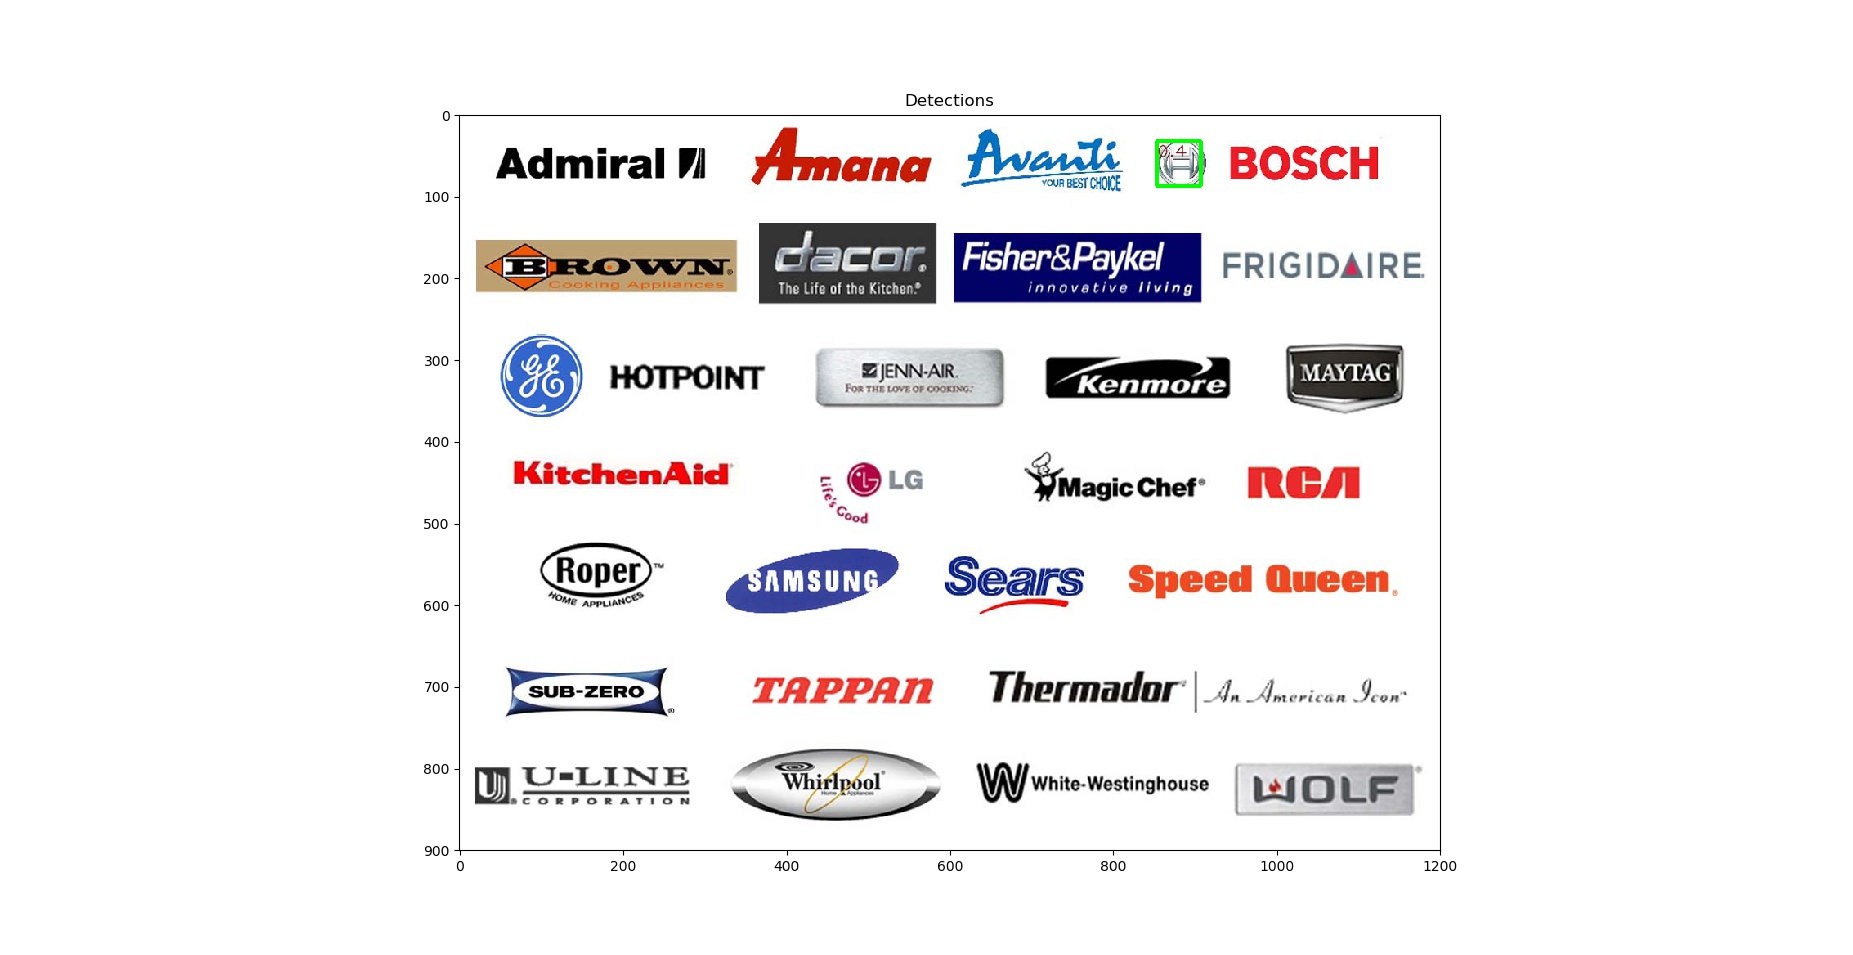 Detections
0
Admiral
Amana
Avanti
YOUR BEST CHOICE
0.4
BOSCH
100
BROWN®
Cooking Appliances
dacor®
The Life of the Kitchen.®
Fisher&Paykel
innovative living
FRIGIDAIRE
200
300
GE
HOTPOINT
JENN-AIR.
FOR THE LOVE OF COOKING.
Kenmore
MAYTAG
400
KitchenAid
LG
Life's Good
Magic Chef®
RCA
500
Roper™
HOME APPLIANCES
SAMSUNG
Sears
Speed Queen®
600
700
SUB-ZERO®
TAPPAN
Thermador
An American Icon™
800
U-LINE®
CORPORATION
Whirlpool®
Home Appliances
White-Westinghouse
WOLF®
900
0 200 400 600 800 1000 1200